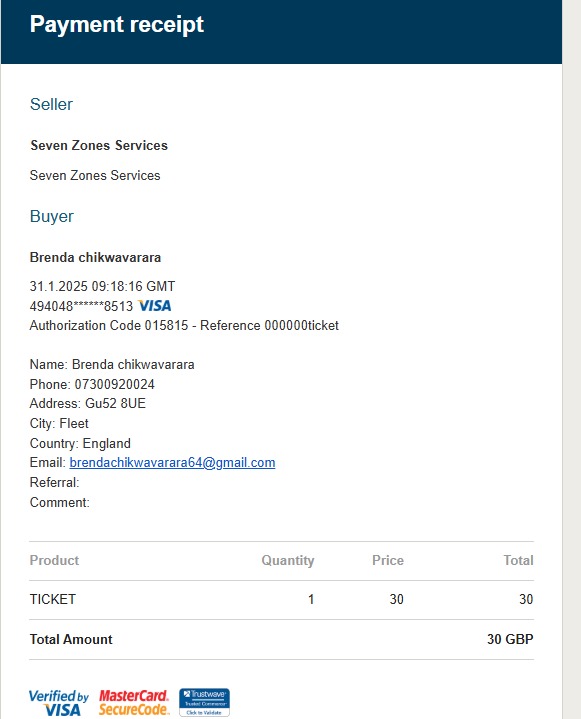 Payment receipt
Seller
Seven Zones Services
Seven Zones Services
Buyer
Brenda chikwavarara
31.1.2025 09:18:16 GMT
494048******8513 VISA
Authorization Code 015815 - Reference 000000ticket
Name: Brenda chikwavarara
Phone: 07300920024
Address: Gu52 8UE
City: Fleet
Country: England
Email: brendachikwavarara64@gmail.com
Referral:
Comment:
Product Quantity Price Total
TICKET 1 30 30
Total Amount 30 GBP
Verified by VISA MasterCard. SecureCode. Trustwave Trusted Commerce Click to Validate